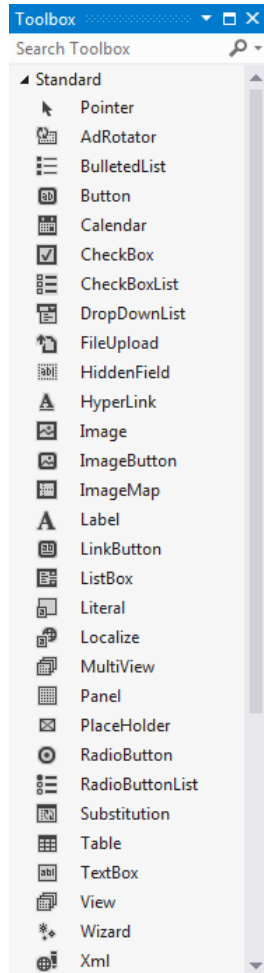 Toolbox
Search Toolbox
Standard
Pointer
AdRotator
BulletedList
Button
Calendar
CheckBox
CheckBoxList
DropDownList
FileUpload
HiddenField
HyperLink
Image
ImageButton
ImageMap
Label
LinkButton
ListBox
Literal
Localize
MultiView
Panel
PlaceHolder
RadioButton
RadioButtonList
Substitution
Table
TextBox
View
Wizard
Xml